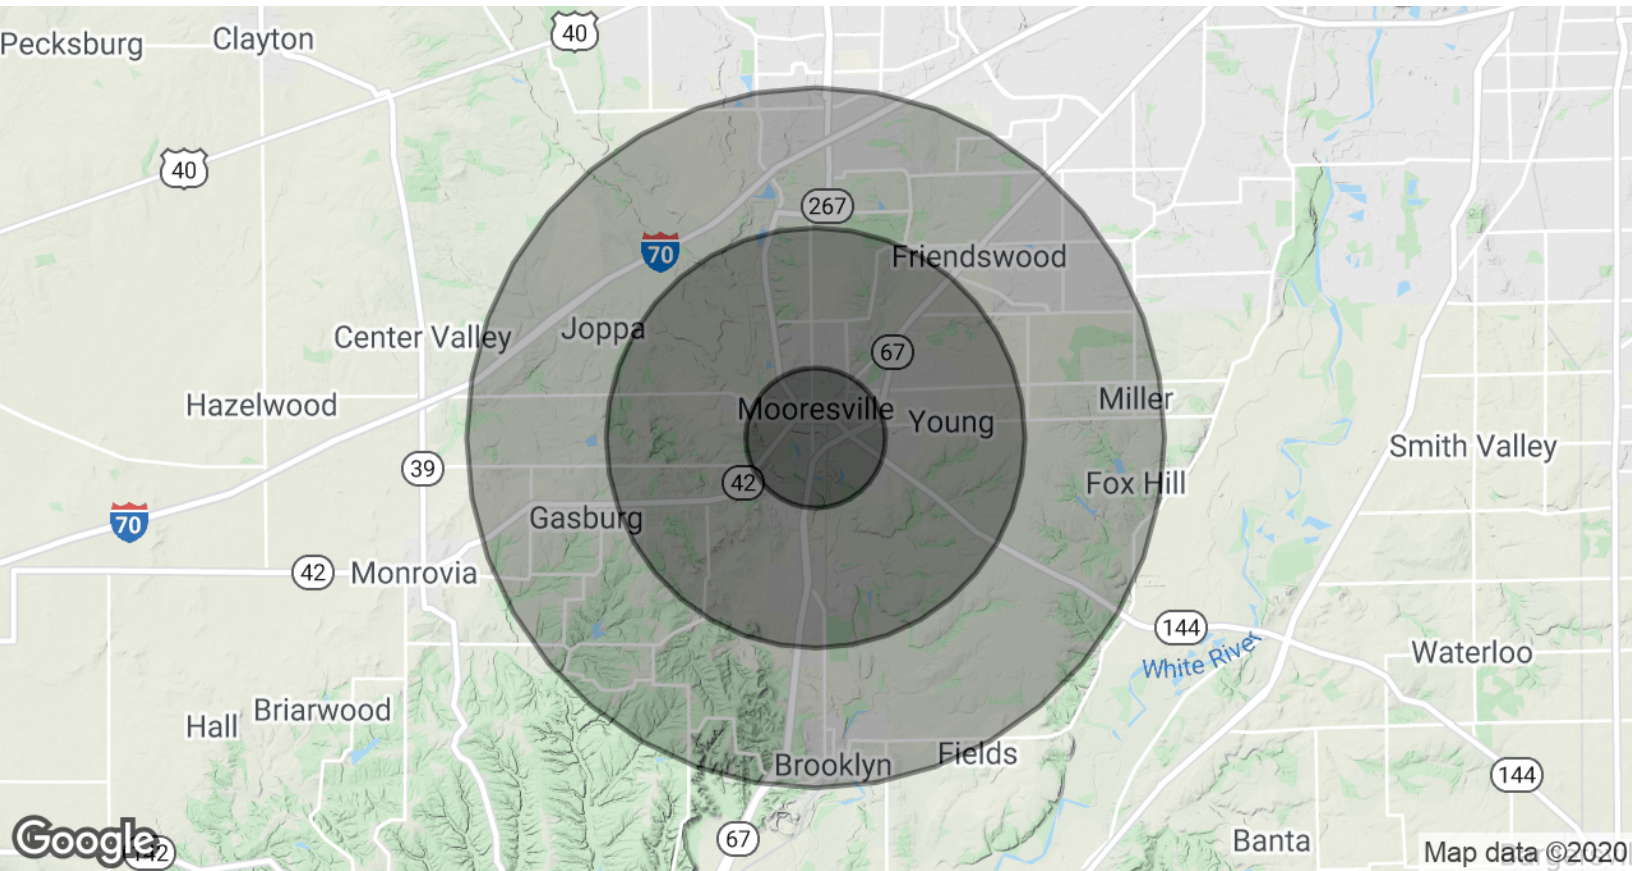 Clayton
40
Pecksburg
40
267
70
Friendswood
Joppa
Center Valley
67
Miller
Hazelwood
Mooresville
Young
Smith Valley
39
42
Fox Hill
70
Gasburg
42
Monrovia
144
White River
Waterloo
Briarwood
Hall
Fields
Brooklyn
144
67
Banta
Google
142
Map data ©2020